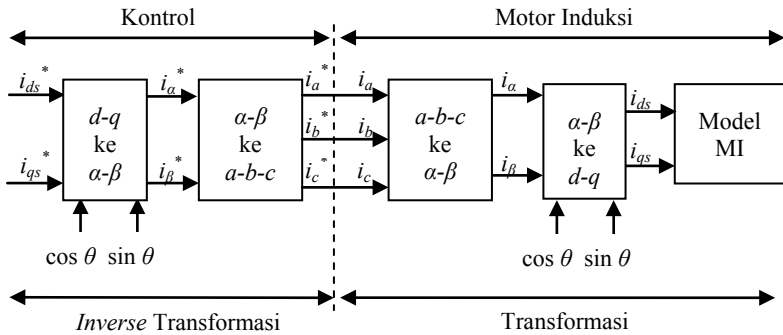 Kontrol
Motor Induksi
i_ds* i_α* i_a* i_a i_α i_ds
d-q
ke
α-β
α-β
ke
a-b-c
i_b* i_b
a-b-c
ke
α-β
α-β
ke
d-q
Model
MI
i_qs* i_β* i_c* i_c i_β i_qs
cos θ sin θ
cos θ sin θ
Inverse Transformasi
Transformasi